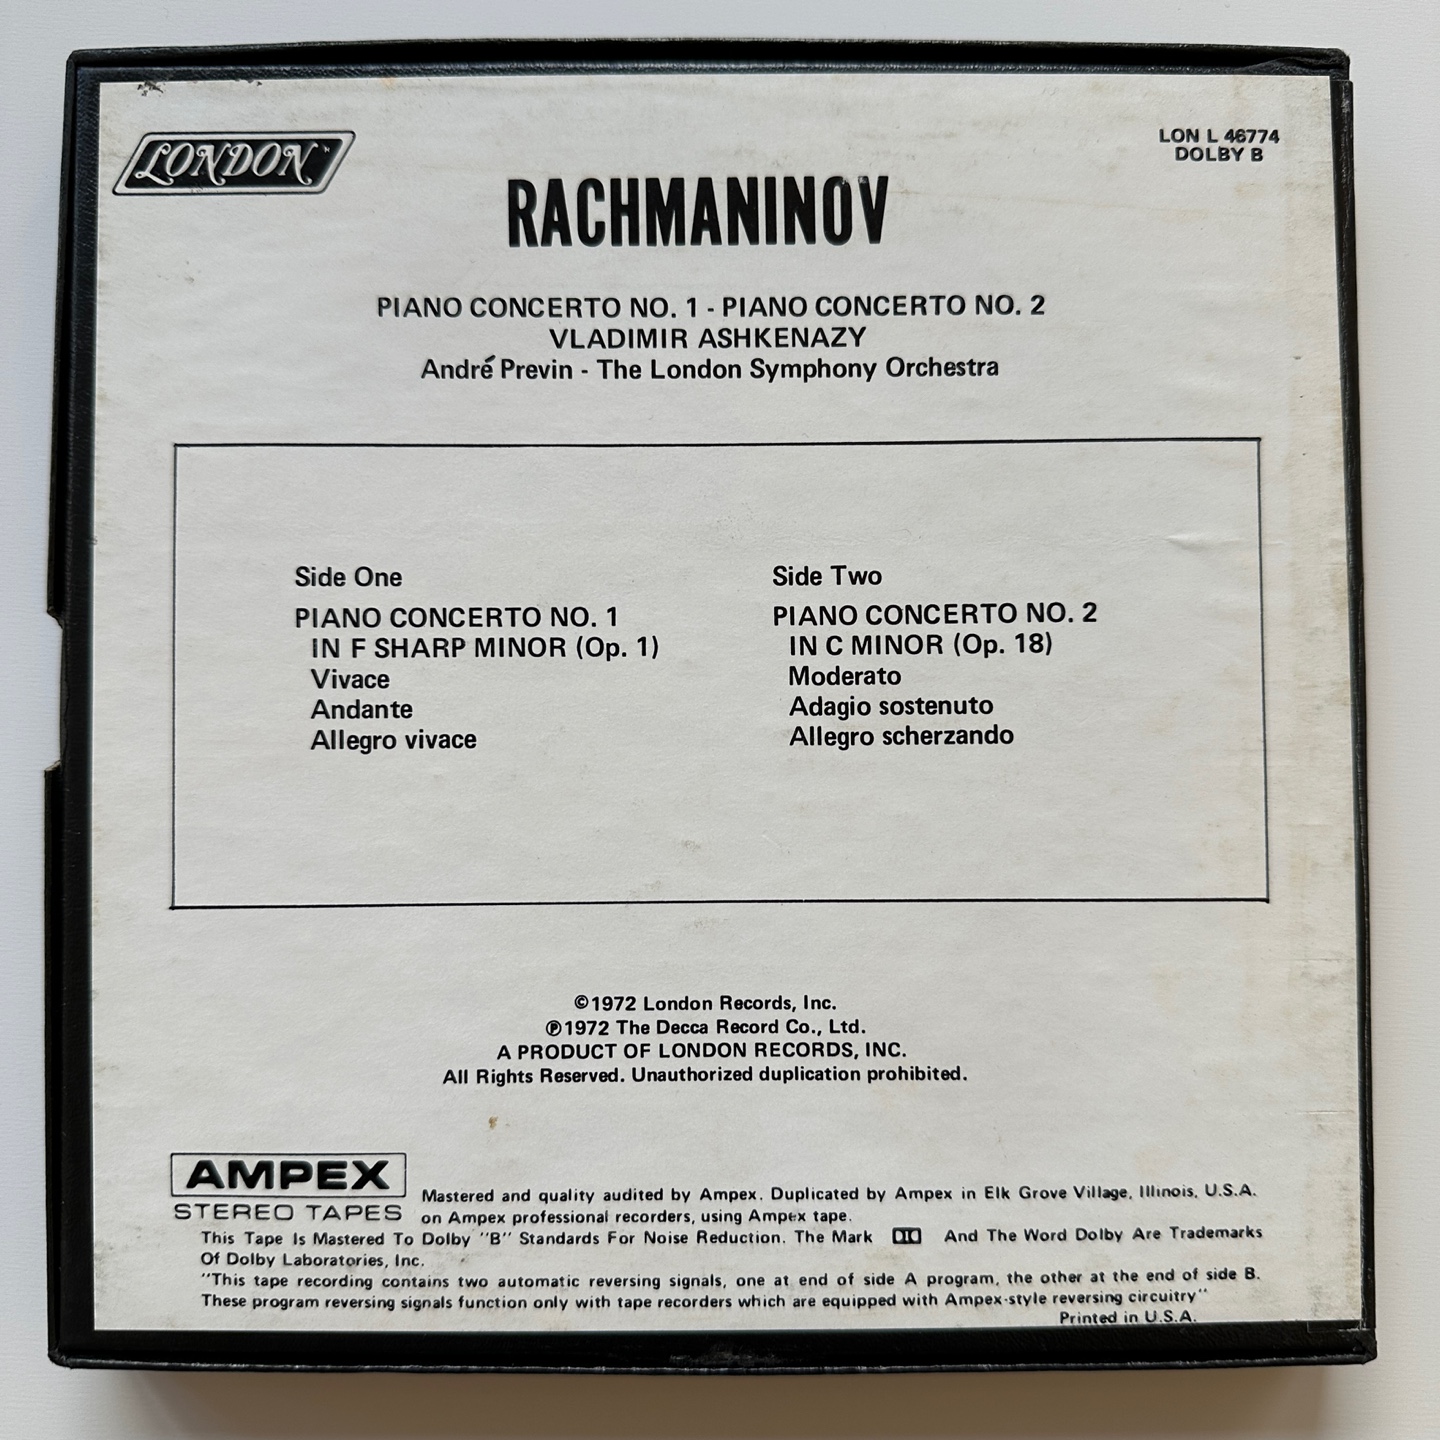 LONDON
LON L 46774
DOLBY B
RACHMANINOV
PIANO CONCERTO NO. 1 - PIANO CONCERTO NO. 2
VLADIMIR ASHKENAZY
André Previn - The London Symphony Orchestra
Side One
PIANO CONCERTO NO. 1
IN F SHARP MINOR (Op. 1)
Vivace
Andante
Allegro vivace
Side Two
PIANO CONCERTO NO. 2
IN C MINOR (Op. 18)
Moderato
Adagio sostenuto
Allegro scherzando
©1972 London Records, Inc.
℗1972 The Decca Record Co., Ltd.
A PRODUCT OF LONDON RECORDS, INC.
All Rights Reserved. Unauthorized duplication prohibited.
AMPEX
STEREO TAPES
Mastered and quality audited by Ampex. Duplicated by Ampex in Elk Grove Village, Illinois, U.S.A.
on Ampex professional recorders, using Ampex tape.
This Tape Is Mastered To Dolby "B" Standards For Noise Reduction. The Mark And The Word Dolby Are Trademarks
Of Dolby Laboratories, Inc.
"This tape recording contains two automatic reversing signals, one at end of side A program, the other at the end of side B.
These program reversing signals function only with tape recorders which are equipped with Ampex-style reversing circuitry"
Printed in U.S.A.